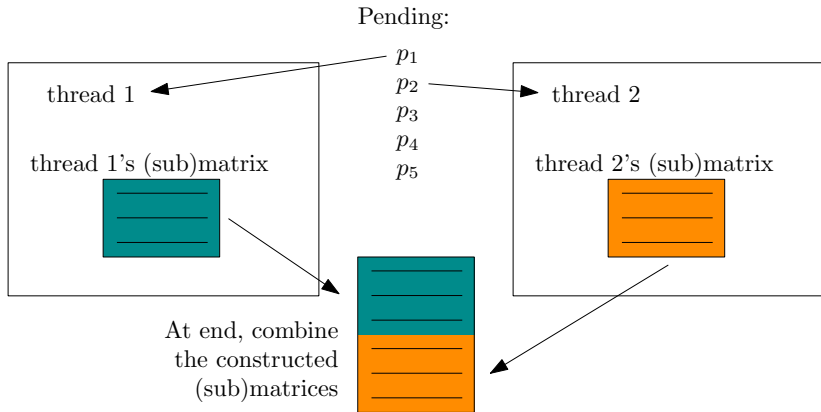 Pending:
p1
p2
p3
p4
p5
thread 1
thread 1's (sub)matrix
thread 2
thread 2's (sub)matrix
At end, combine
the constructed
(sub)matrices